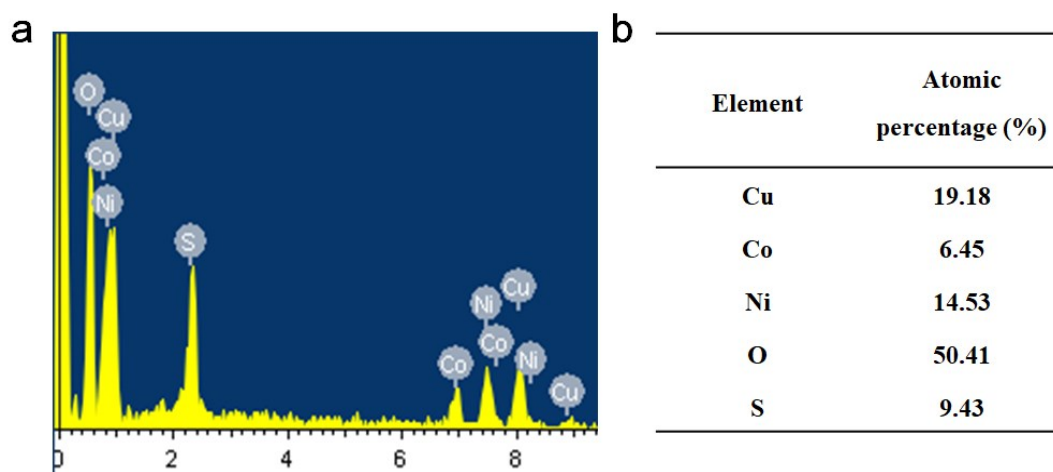 a
O
Cu
Co
Ni
S
Ni
Cu
Co
Co
Ni
Cu
0 2 4 6 8
b
Element Atomic percentage (%)
Cu 19.18
Co 6.45
Ni 14.53
O 50.41
S 9.43